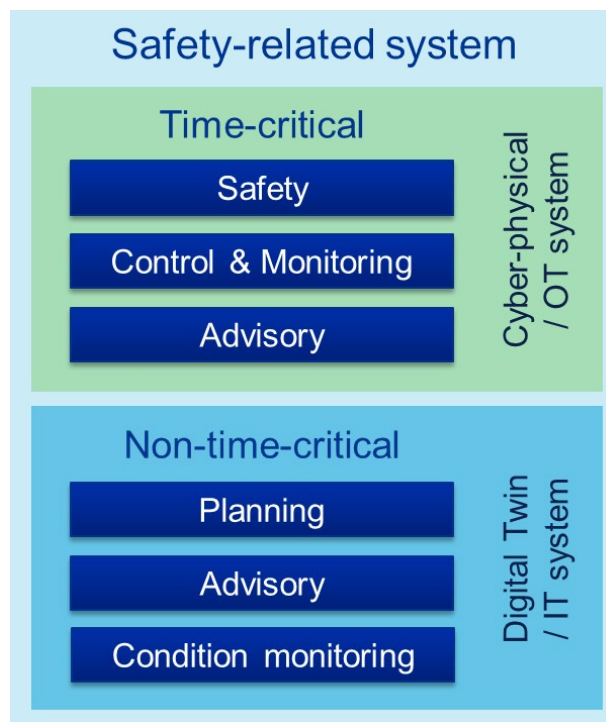 Safety-related system
Time-critical
Safety
Control & Monitoring
Advisory
Cyber-physical
/ OT system
Non-time-critical
Planning
Advisory
Condition monitoring
Digital Twin
/ IT system